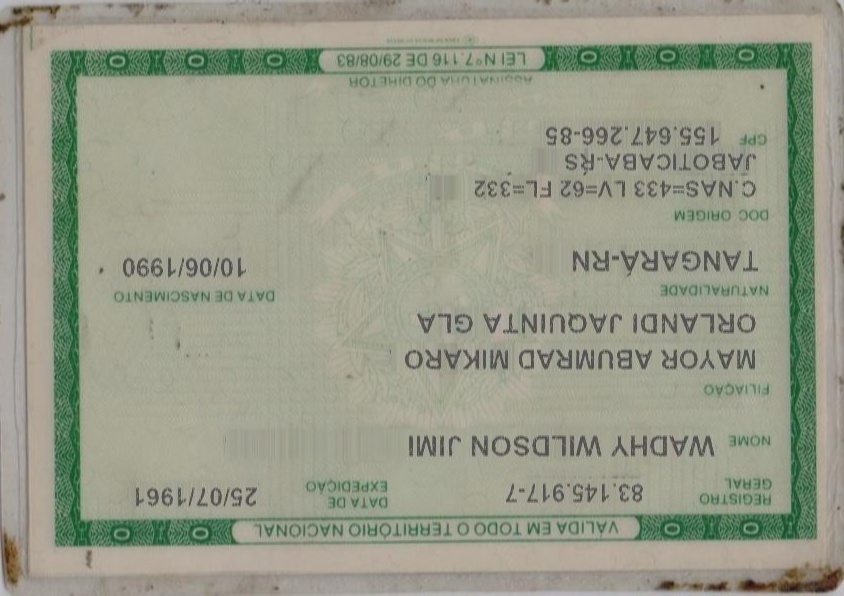 VÁLIDA EM TODO O TERRITÓRIO NACIONAL
REGISTRO GERAL 83.145.917-7 DATA DE EXPEDIÇÃO 25/07/1961
NOME WADHY WILDSON JIMI
FILIAÇÃO
MAYOR ABUMRAD MIKARO
ORLANDI JAQUINTA GLA
NATURALIDADE DATA DE NASCIMENTO
TANGARÁ-RN 10/06/1990
DOC ORIGEM
C.NAS=433 LV=62 FL=332
JABOTICABA-RS
CPF 155.647.266-85
ASSINATURA DO DIRETOR
LEI Nº 7.116 DE 29/08/83